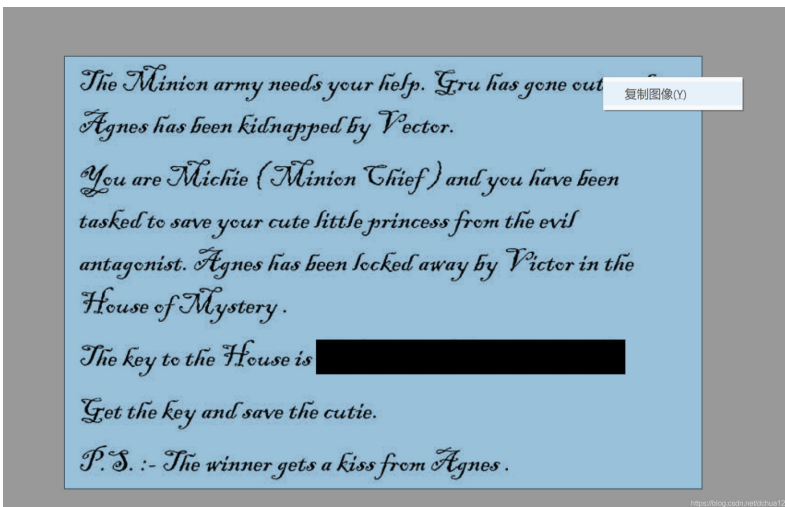 The Minion army needs your help. Gru has gone out
复制图像(Y)
Agnes has been kidnapped by Vector.
You are Michie ( Minion Chief ) and you have been
tasked to save your cute little princess from the evil
antagonist. Agnes has been locked away by Victor in the
House of Mystery .
The key to the House is
Get the key and save the cutie.
P.S. :- The winner gets a kiss from Agnes .
https://blog.csdn.net/dchua12